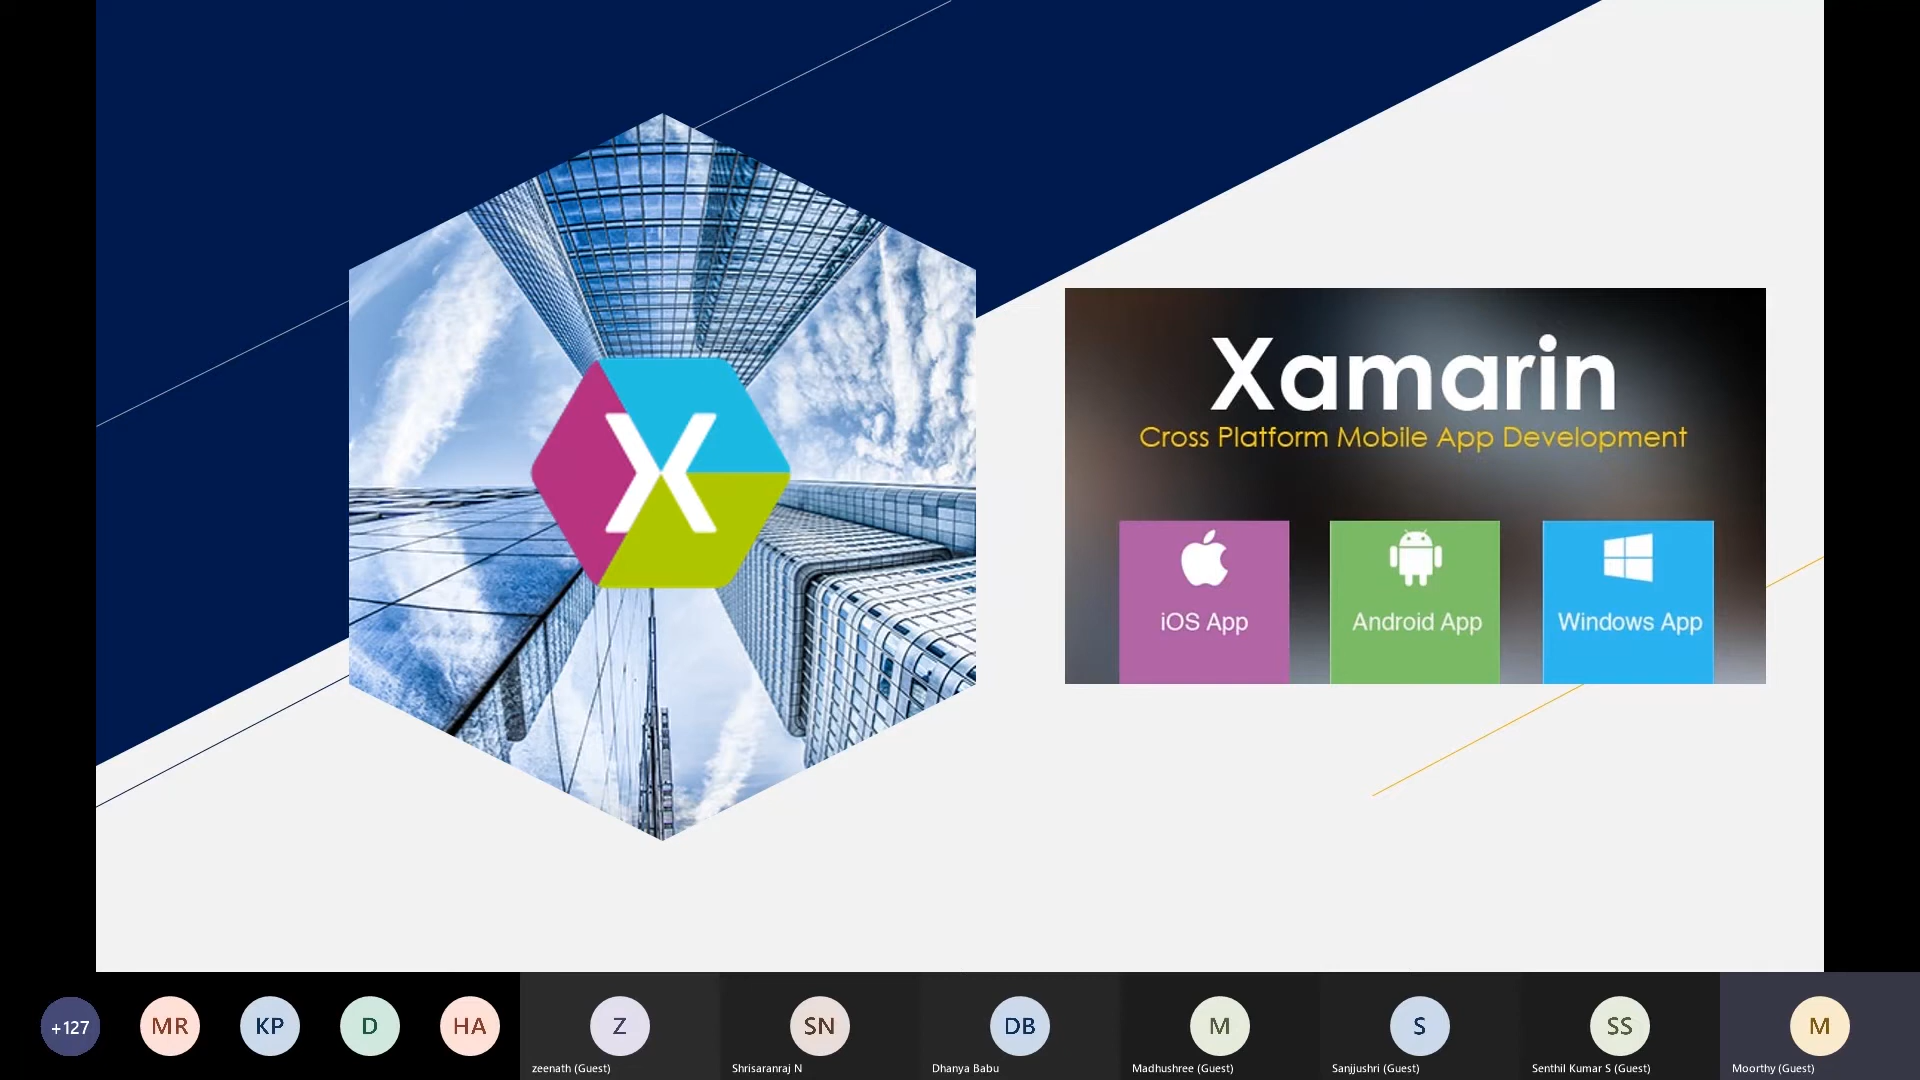 X
Xamarin
Cross Platform Mobile App Development
iOS App
Android App
Windows App
+127
MR
KP
D
HA
Z
zeenath (Guest)
SN
Shrisaranraj N
DB
Dhanya Babu
M
Madhushree (Guest)
S
Sanjjushri (Guest)
SS
Senthil Kumar S (Guest)
M
Moorthy (Guest)